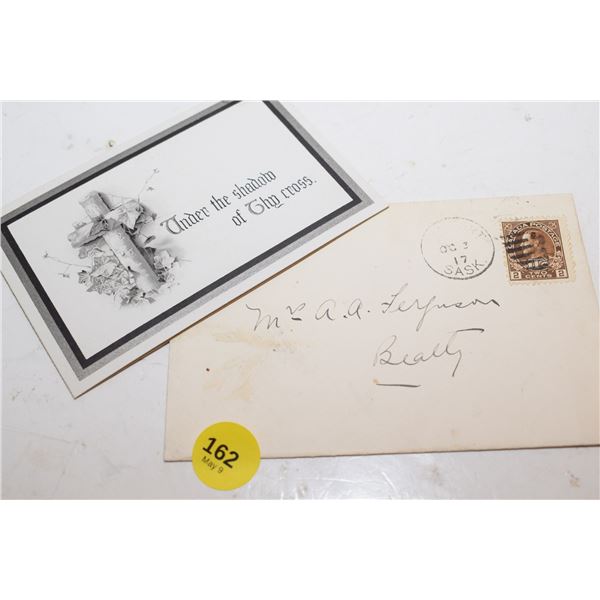 Under the shadow
of Thy cross.
OC 3
17
SASK.
CANADA POSTAGE
2 CENTS 2
Mrs A. A. Ferguson
Beatty
162
May 9